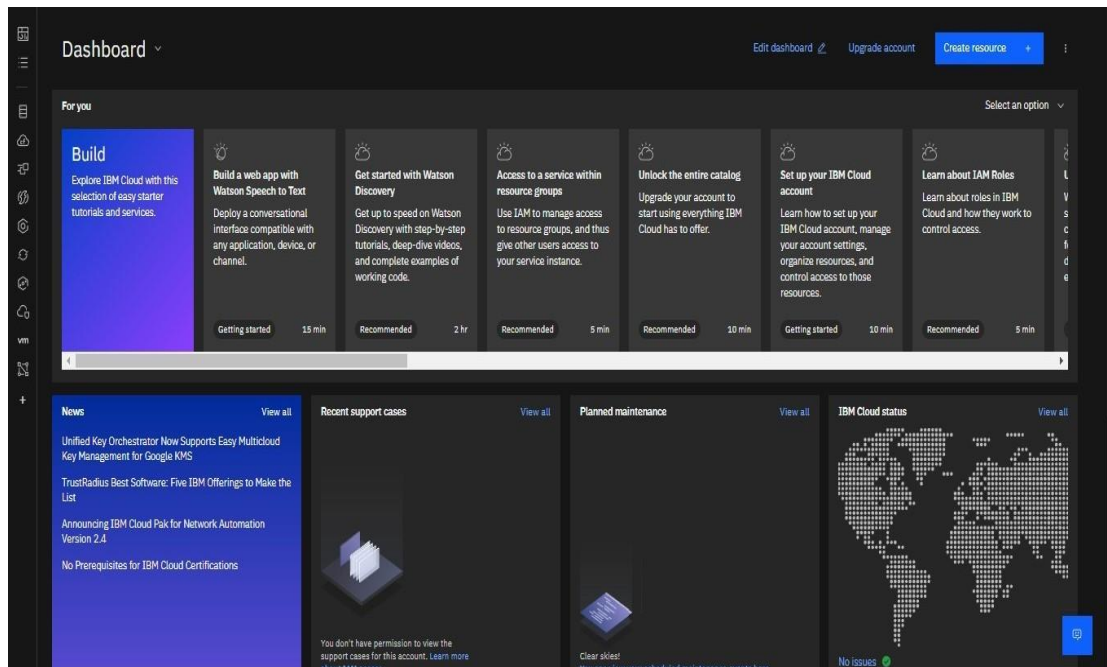 Dashboard
Edit dashboard
Upgrade account
Create resource +
For you
Select an option
Build
Explore IBM Cloud with this
selection of easy starter
tutorials and services.
Build a web app with
Watson Speech to Text
Deploy a conversational
interface compatible with
any application, device, or
channel.
Getting started 15 min
Get started with Watson
Discovery
Get up to speed on Watson
Discovery with step-by-step
tutorials, deep-dive videos,
and complete examples of
working code.
Recommended 2 hr
Access to a service within
resource groups
Use IAM to manage access
to resource groups, and thus
give other users access to
your service instance.
Recommended 5 min
Unlock the entire catalog
Upgrade your account to
start using everything IBM
Cloud has to offer.
Recommended 10 min
Set up your IBM Cloud
account
Learn how to set up your
IBM Cloud account, manage
your account settings,
organize resources, and
control access to those
resources.
Getting started 10 min
Learn about IAM Roles
Learn about roles in IBM
Cloud and how they work to
control access.
Recommended 5 min
vm
+
News View all
Unified Key Orchestrator Now Supports Easy Multicloud
Key Management for Google KMS
TrustRadius Best Software: Five IBM Offerings to Make the
List
Announcing IBM Cloud Pak for Network Automation
Version 2.4
No Prerequisites for IBM Cloud Certifications
Recent support cases View all
You don't have permission to view the
support cases for this account. Learn more
Planned maintenance View all
Clear skies!
IBM Cloud status View all
No issues